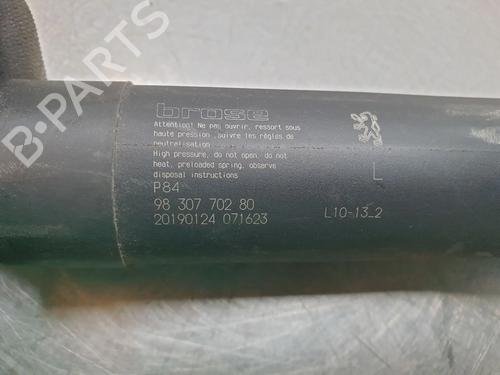 brose
Attention! Ne pas ouvrir, ressort sous
haute pression, suivre les règles de
neutralisation
High pressure, do not open, do not
heat, preloaded spring, observe
disposal instructions
P84
98 307 702 80
20190124 071623
L
L10-13_2
B-PARTS